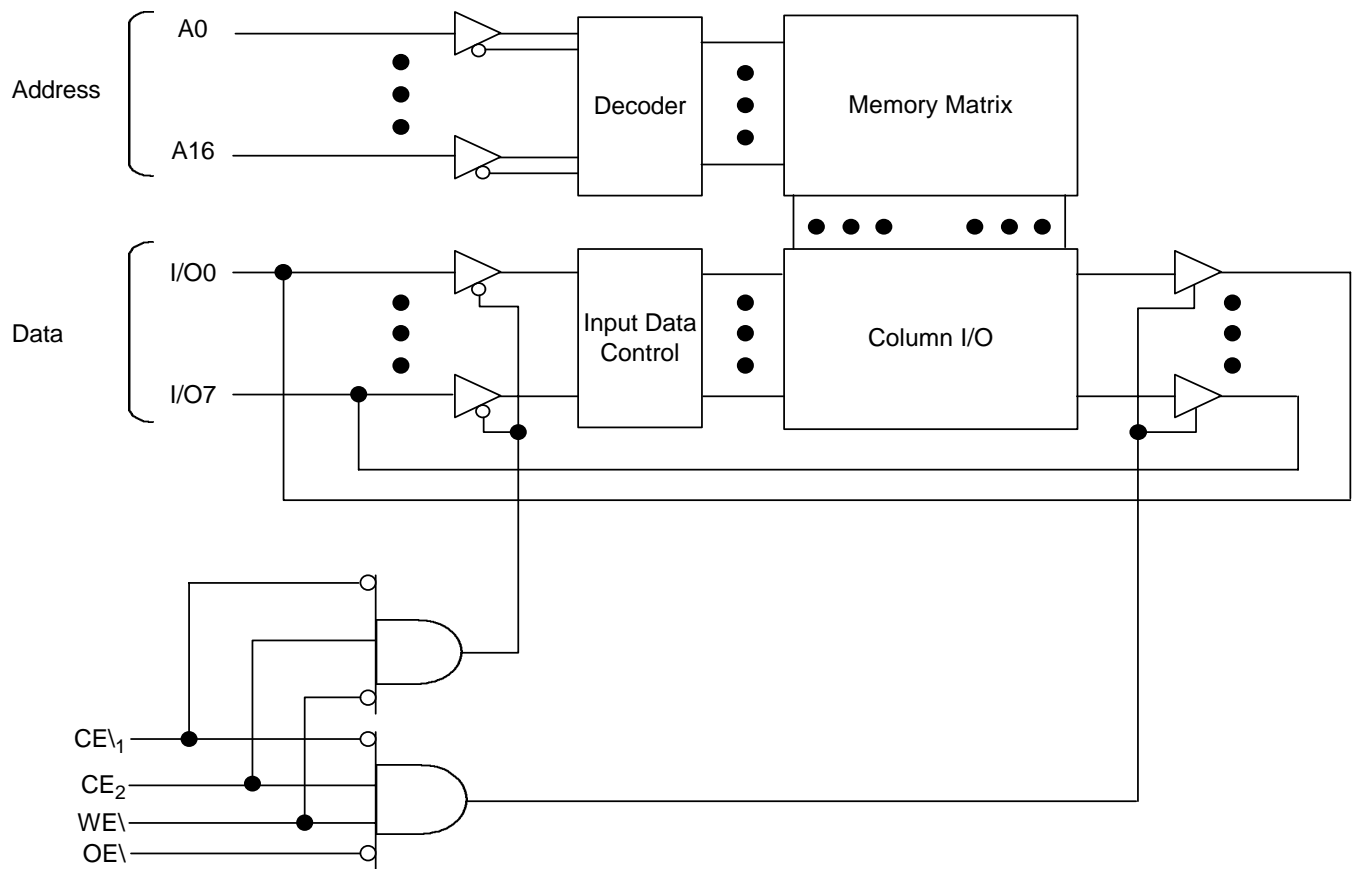 A0
Address
A16
Decoder
Memory Matrix
Data
I/O0
I/O7
Input Data
Control
Column I/O
CE\1
CE2
WE\
OE\